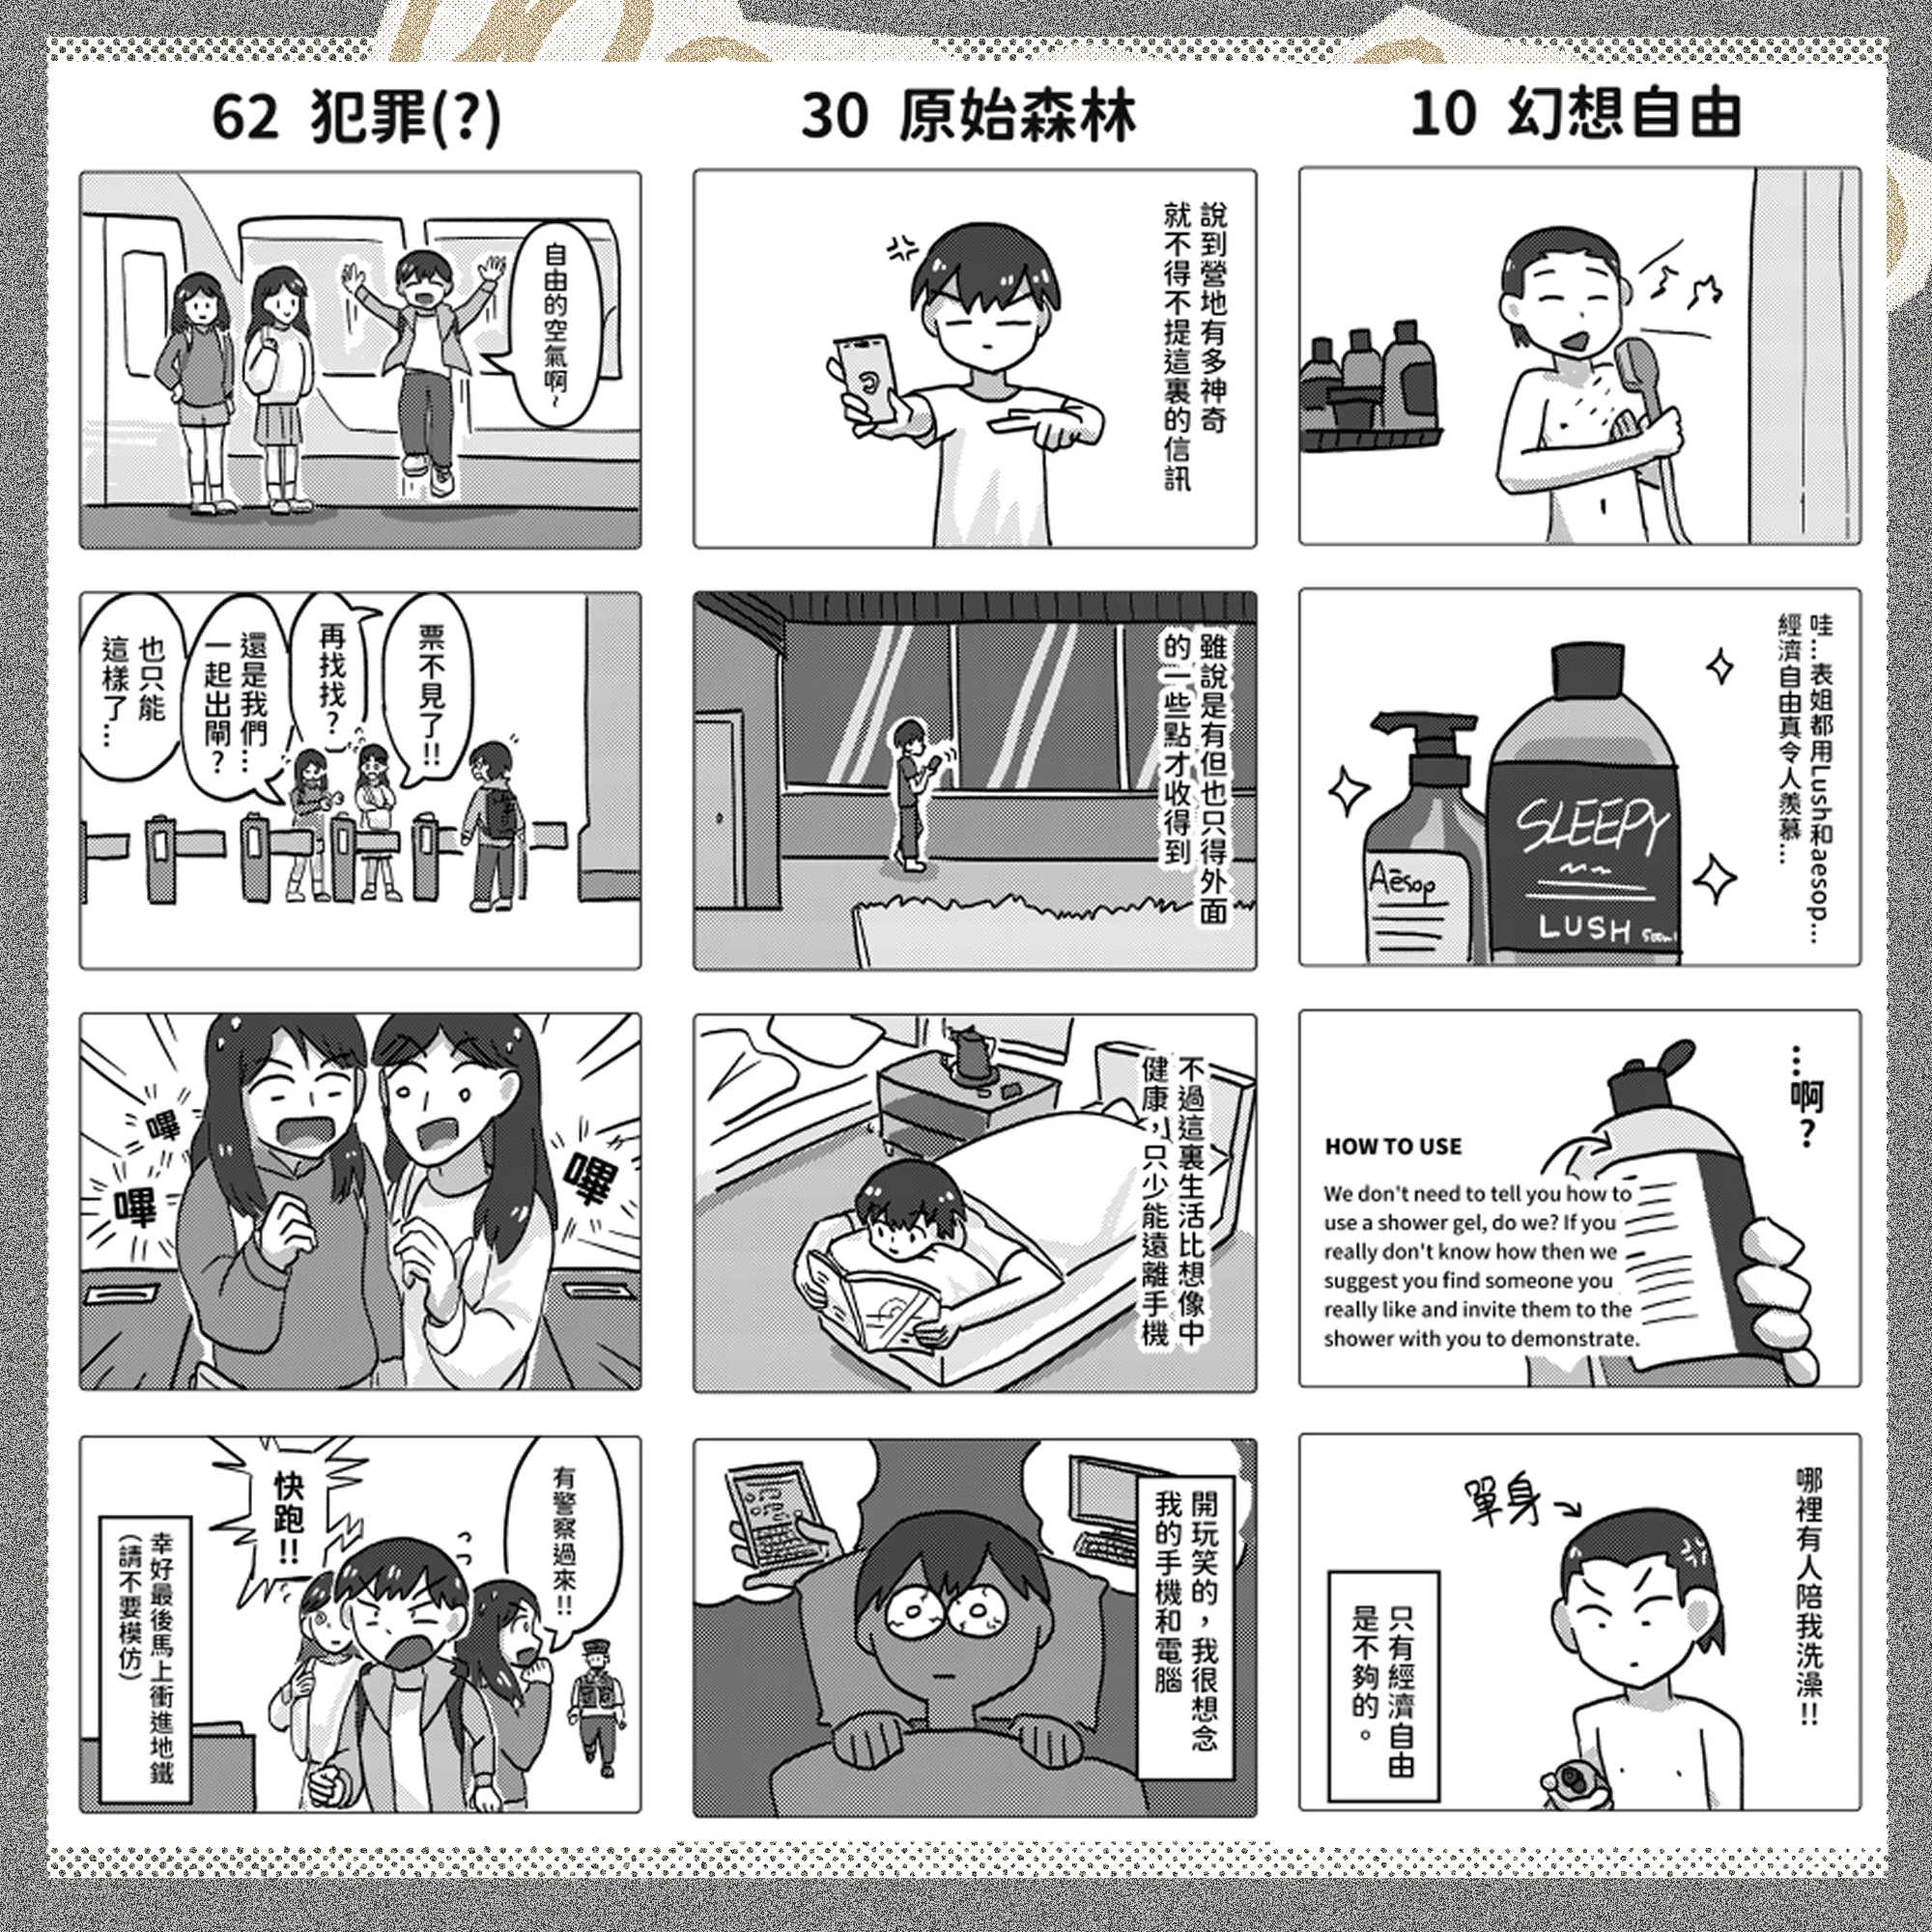 10 幻想自由
哇…表姐都用Lush和aesop…
經濟自由真令人羨慕…
Aēsop
SLEEPY
LUSH
…啊?
HOW TO USE
We don't need to tell you how to
use a shower gel, do we? If you
really don't know how then we
suggest you find someone you
really like and invite them to the
shower with you to demonstrate.
哪裡有人陪我洗澡!!
單身
只有經濟自由
是不夠的。
30 原始森林
說到營地有多神奇
就不得不提這裏的信訊
雖說是有但也只得外面
的一些點才收得到
不過這裏生活比想像中
健康，只少能遠離手機
開玩笑的，我很想念
我的手機和電腦
62 犯罪(?)
自由的空氣啊~
票不見了!!
再找找?
還是我們…
一起出閘?
也只能
這樣了…
嗶
嗶
嗶
有警察過來!!
快跑!!
幸好最後馬上衝進地鐵
(請不要模仿)